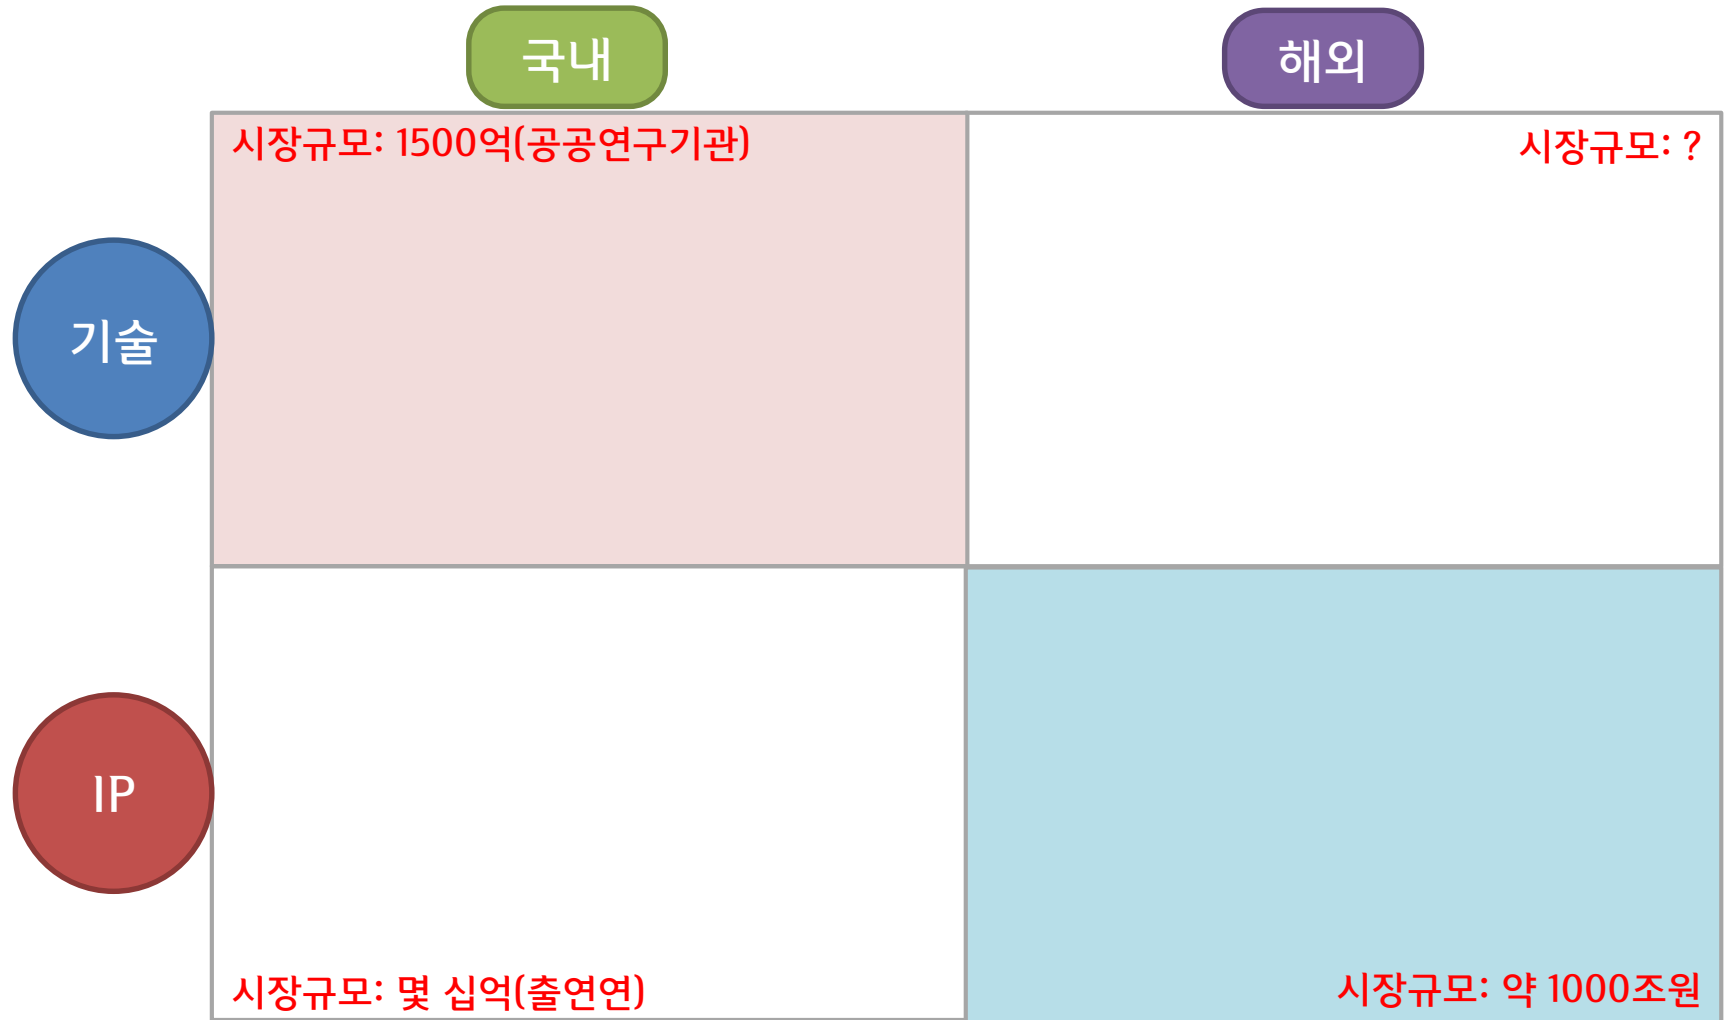 국내
해외
시장규모: 1500억(공공연구기관)
시장규모: ?
기술
IP
시장규모: 몇 십억(출연연)
시장규모: 약 1000조원